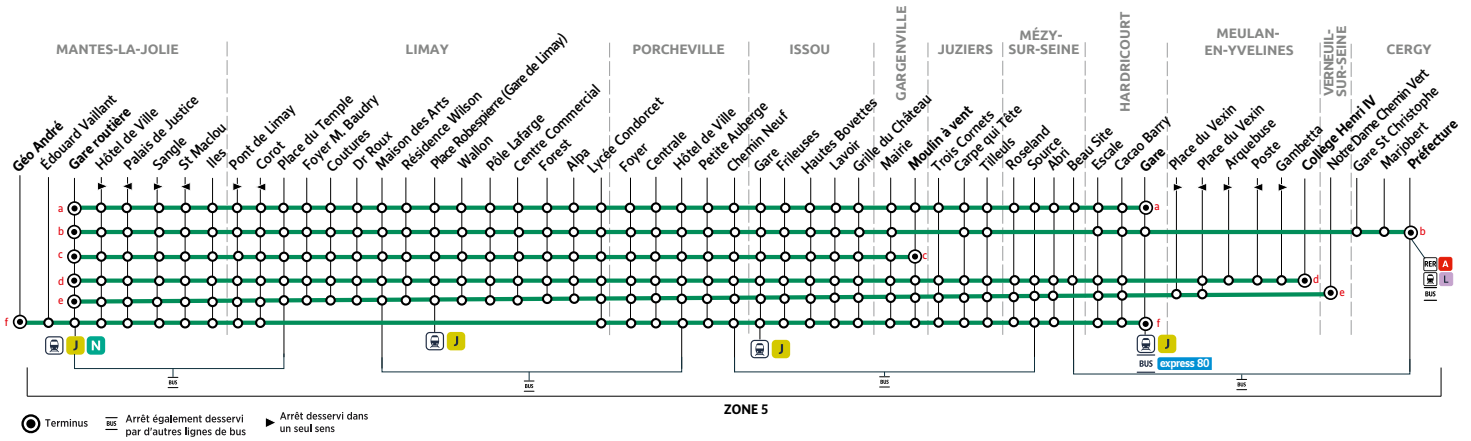 MANTES-LA-JOLIE
LIMAY
PORCHEVILLE
ISSOU
GARGENVILLE
JUZIERS
MÉZY-
SUR-SEINE
HARDRICOURT
MEULAN-
EN-YVELINES
VERNEUIL-
SUR-SEINE
CERGY
Géo André
Édouard Vaillant
Gare routière
Hôtel de Ville
Palais de Justice
Sangle
St Maclou
Iles
Pont de Limay
Corot
Place du Temple
Foyer M. Baudry
Coutures
Dr Roux
Maison des Arts
Résidence Wilson
Place Robespierre (Gare de Limay)
Wallon
Pôle Lafarge
Centre Commercial
Forest
Alpa
Lycée Condorcet
Foyer
Centrale
Hôtel de Ville
Petite Auberge
Chemin Neuf
Gare
Frileuses
Hautes Bovettes
Lavoir
Grille du Château
Mairie
Moulin à vent
Trois Cornets
Carpe qui Tête
Tilleuls
Roseland
Source
Abri
Beau Site
Escale
Cacao Barry
Gare
Place du Vexin
Place du Vexin
Arquebuse
Poste
Gambetta
Collège Henri IV
Notre Dame Chemin Vert
Gare St Christophe
Marjobert
Préfecture
a
a
b
b
c
c
d
d
e
e
f
f
RER A
L
BUS
J N
J
J
J
BUS express 80
BUS
BUS
BUS
BUS
ZONE 5
Terminus
BUS
Arrêt également desservi
par d'autres lignes de bus
Arrêt desservi dans
un seul sens